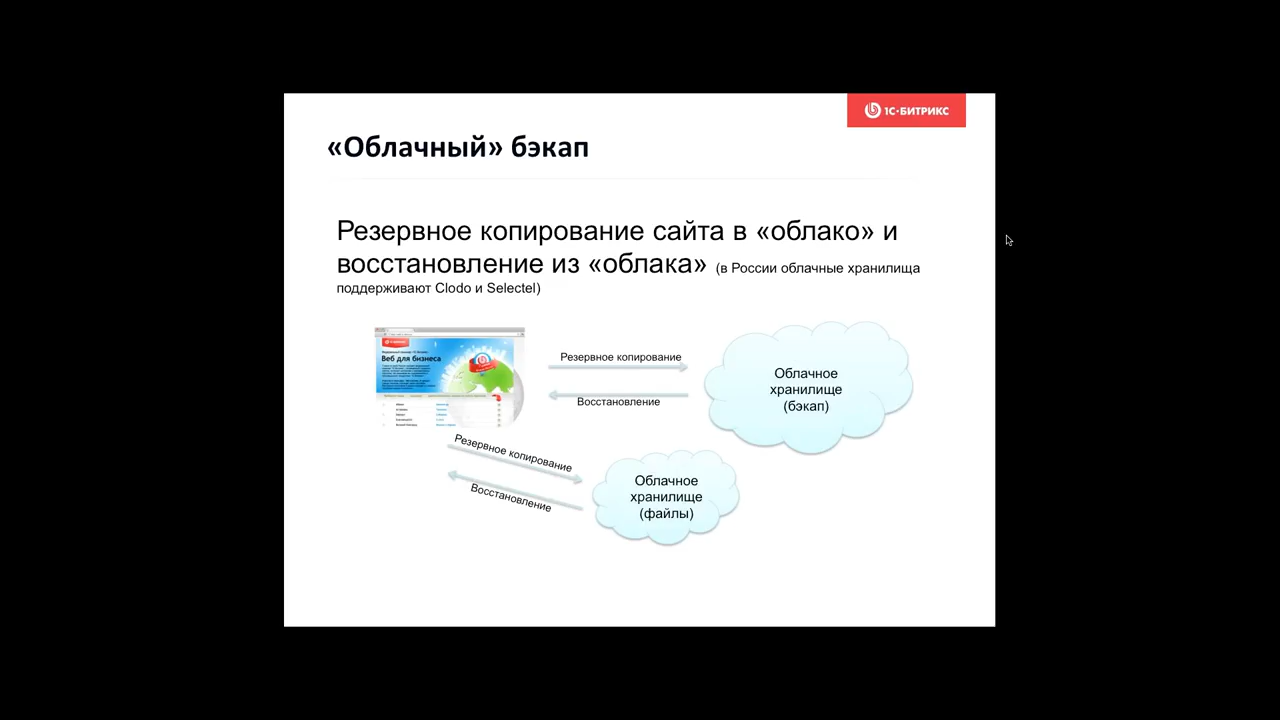 1С-БИТРИКС
«Облачный» бэкап
Резервное копирование сайта в «облако» и
восстановление из «облака» (в России облачные хранилища
поддерживают Clodo и Selectel)
Веб для бизнеса
Резервное копирование
Восстановление
Облачное
хранилище
(бэкап)
Резервное копирование
Восстановление
Облачное
хранилище
(файлы)